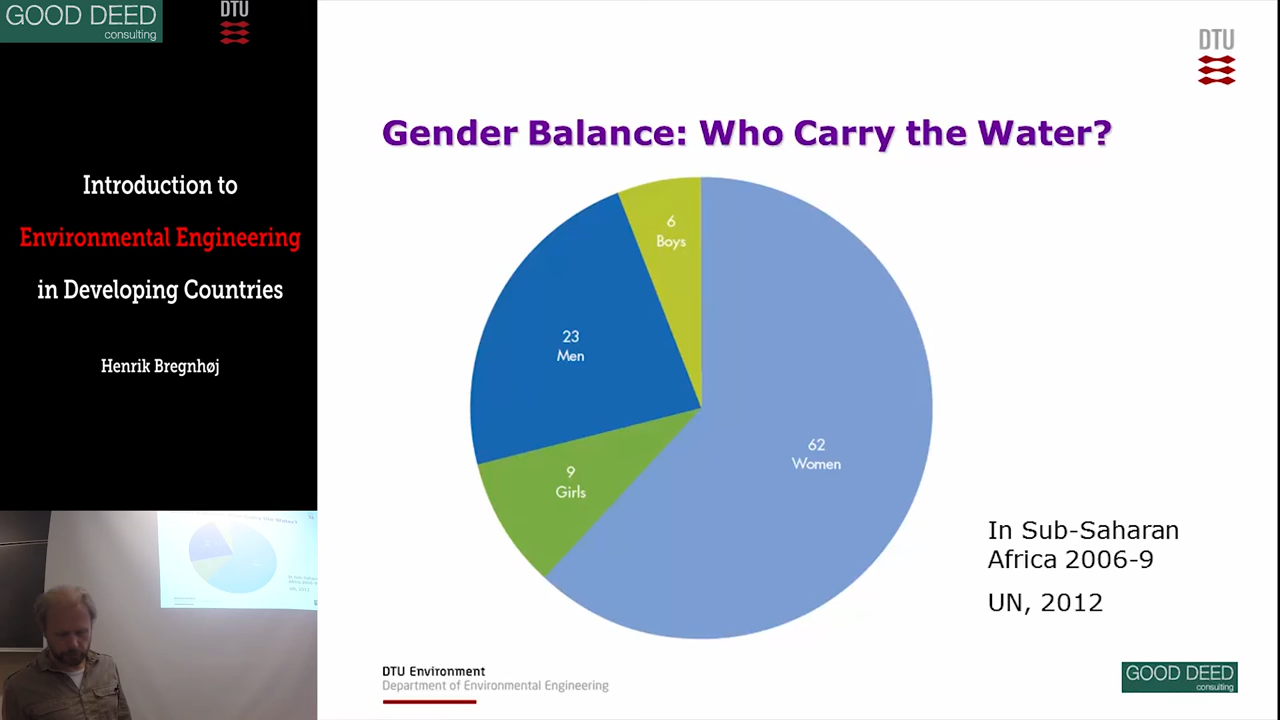 GOOD DEED
consulting
DTU
Introduction to
Environmental Engineering
in Developing Countries
Henrik Bregnhøj
DTU
Gender Balance: Who Carry the Water?
6
Boys
23
Men
62
Women
9
Girls
In Sub-Saharan
Africa 2006-9
UN, 2012
DTU Environment
Department of Environmental Engineering
GOOD DEED
consulting